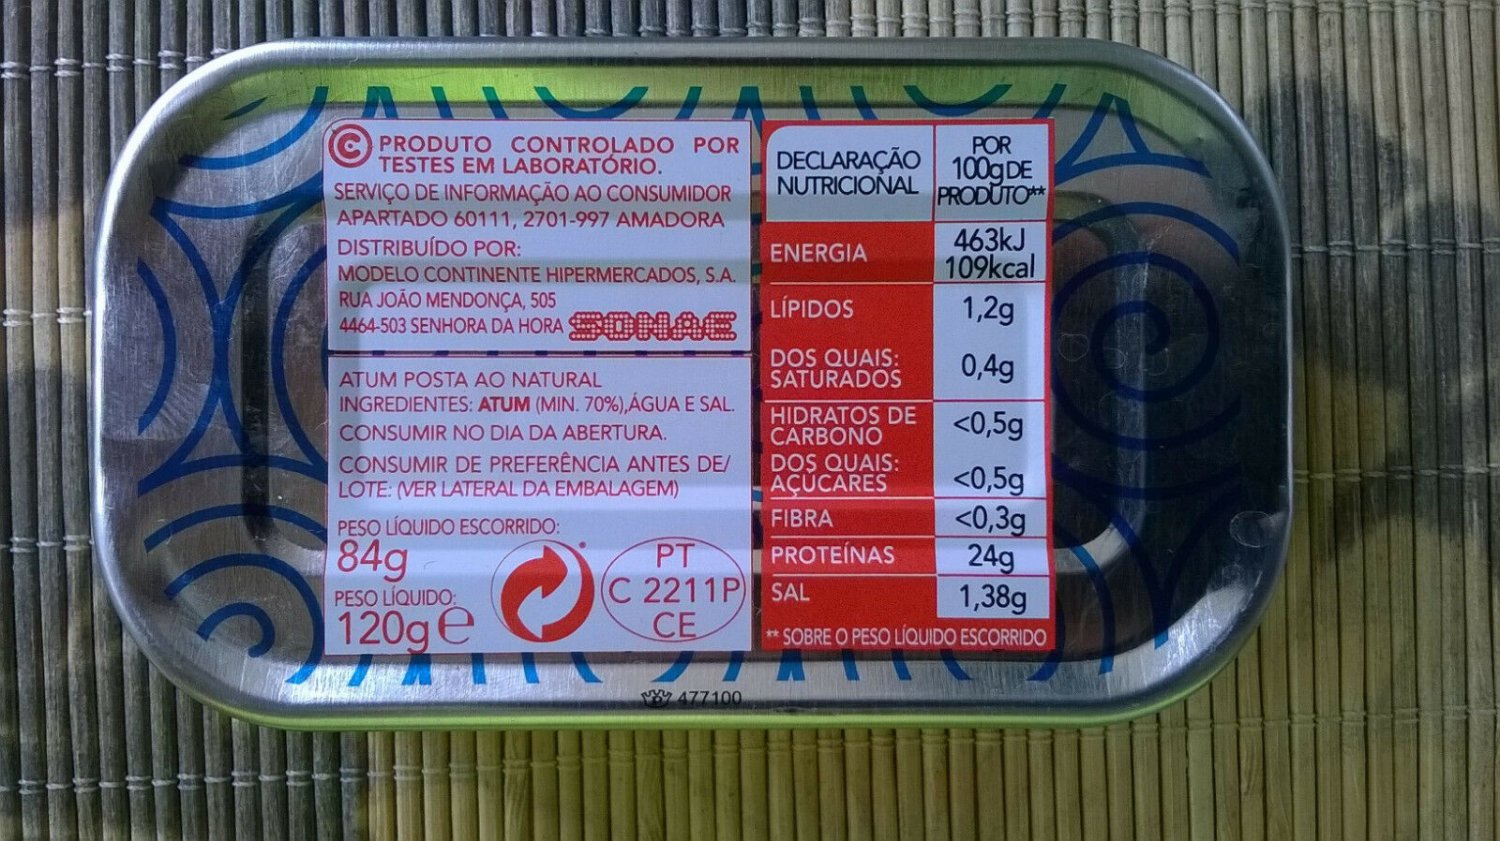 © PRODUTO CONTROLADO POR
TESTES EM LABORATÓRIO.
SERVIÇO DE INFORMAÇÃO AO CONSUMIDOR
APARTADO 60111, 2701-997 AMADORA
DISTRIBUÍDO POR:
MODELO CONTINENTE HIPERMERCADOS, S.A.
RUA JOÃO MENDONÇA, 505
4464-503 SENHORA DA HORA SONAE
ATUM POSTA AO NATURAL
INGREDIENTES: ATUM (MIN. 70%),ÁGUA E SAL.
CONSUMIR NO DIA DA ABERTURA.
CONSUMIR DE PREFERÊNCIA ANTES DE/
LOTE: (VER LATERAL DA EMBALAGEM)
PESO LÍQUIDO ESCORRIDO:
84g
PESO LÍQUIDO:
120g e
PT
C 2211P
CE
DECLARAÇÃO
NUTRICIONAL
POR
100g DE
PRODUTO**
ENERGIA
463kJ
109kcal
LÍPIDOS 1,2g
DOS QUAIS:
SATURADOS 0,4g
HIDRATOS DE
CARBONO <0,5g
DOS QUAIS:
AÇÚCARES <0,5g
FIBRA <0,3g
PROTEÍNAS 24g
SAL 1,38g
** SOBRE O PESO LÍQUIDO ESCORRIDO
477100